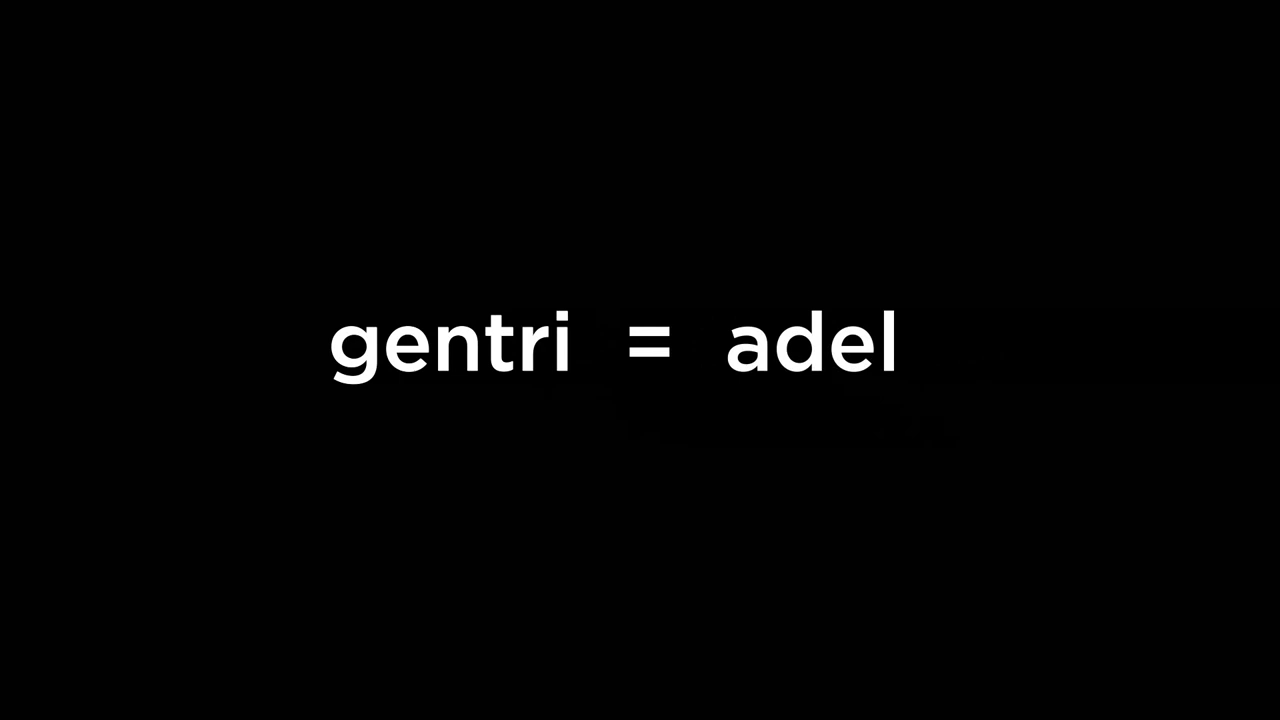 gentri = adel